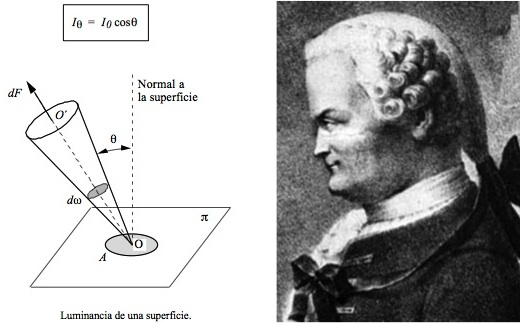 Iθ = I0 cosθ
Normal a
la superficie
dF
O'
θ
dω
π
O
A
Luminancia de una superficie.